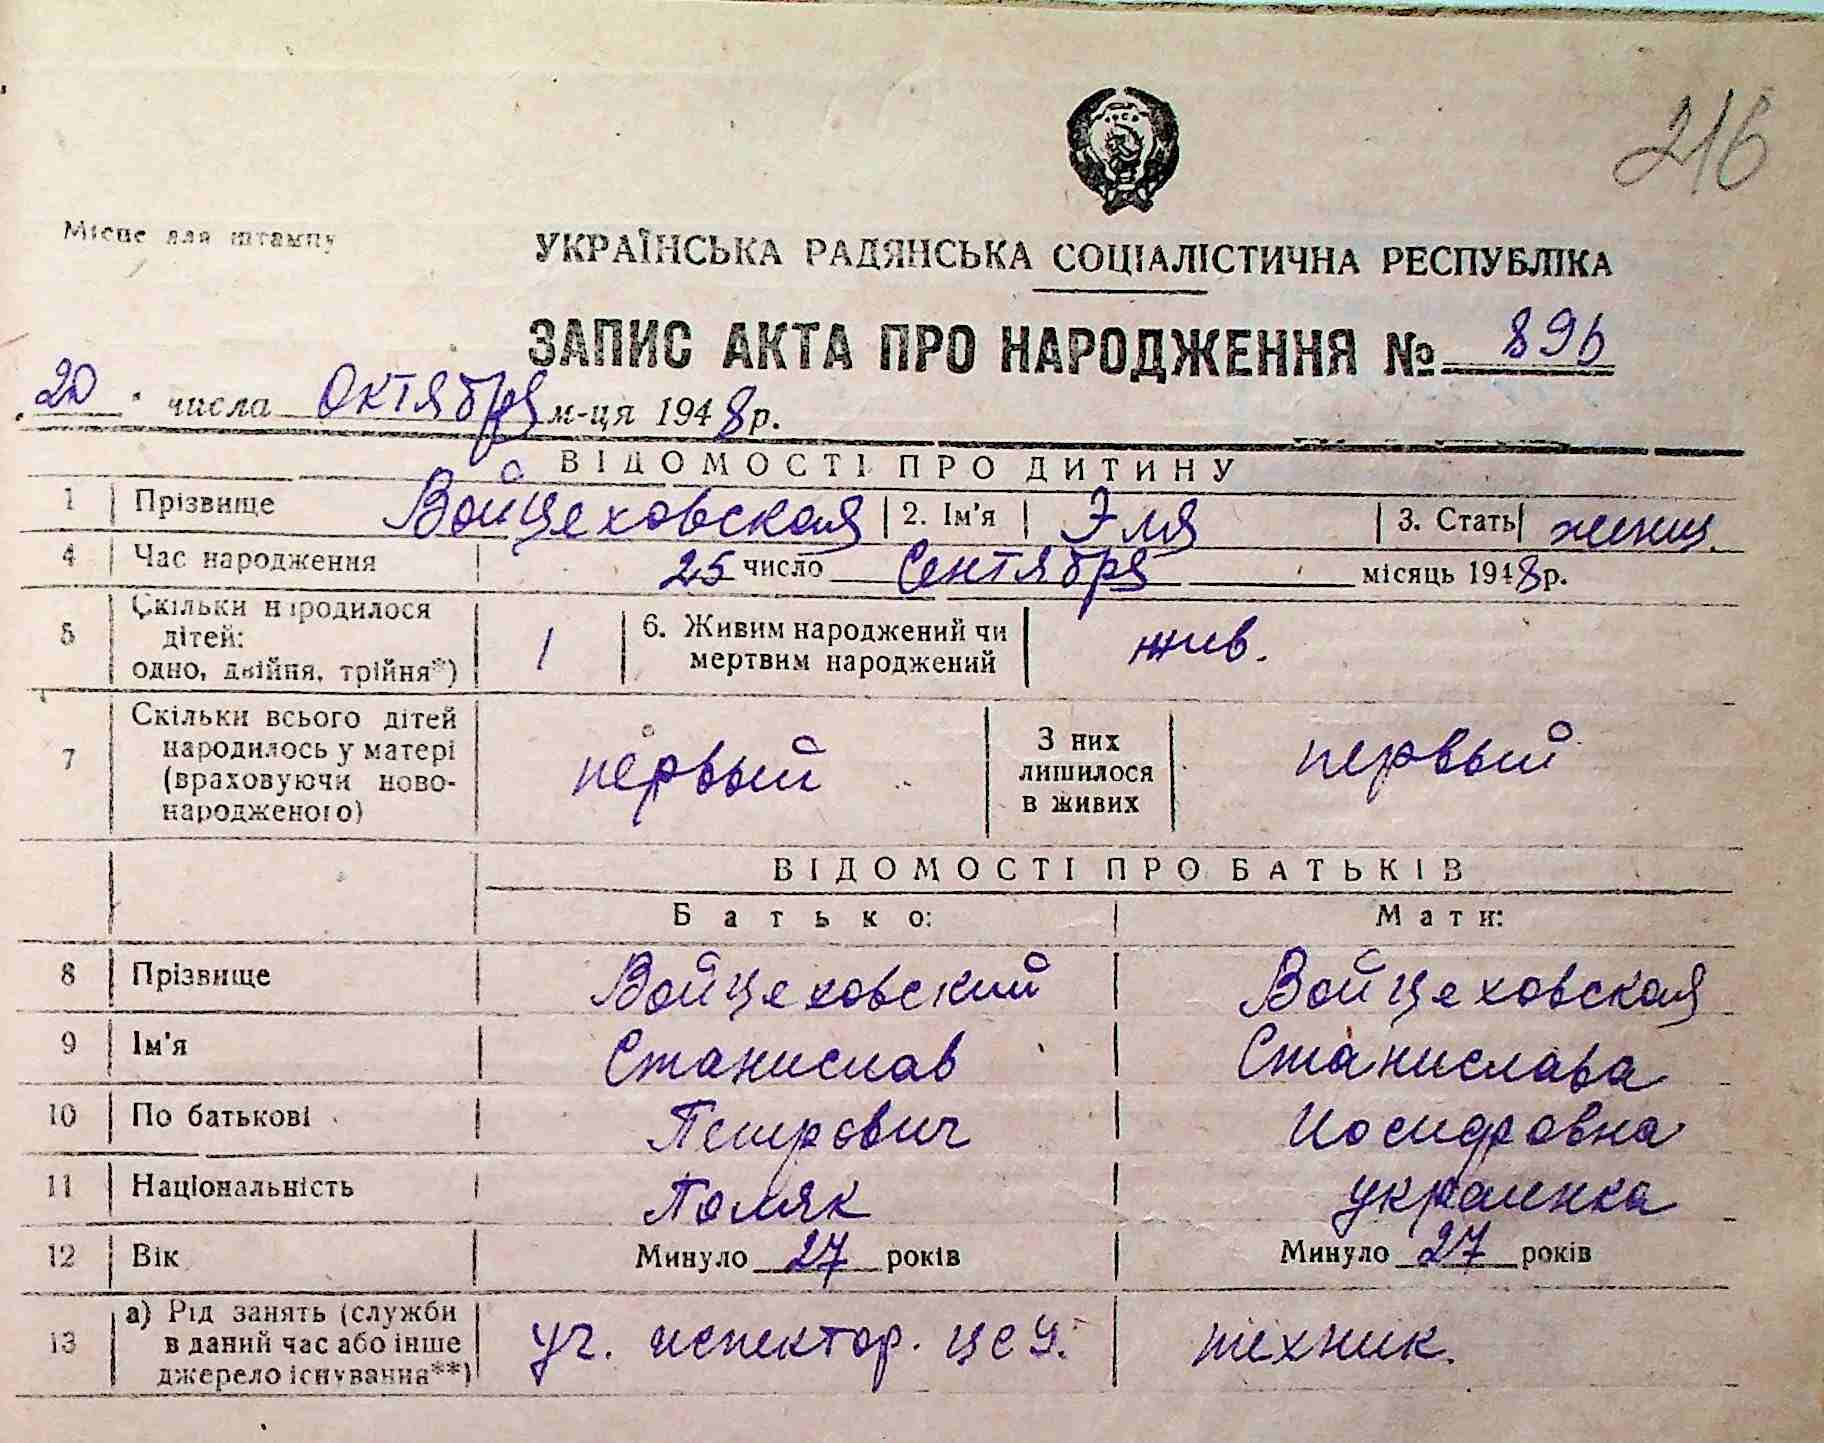 216
Місце для штампу
УКРАЇНСЬКА РАДЯНСЬКА СОЦІАЛІСТИЧНА РЕСПУБЛІКА
ЗАПИС АКТА ПРО НАРОДЖЕННЯ № 896
"20" числа октября м-ця 1948 р.
ВІДОМОСТІ ПРО ДИТИНУ
1 Прізвище Войцеховская 2. Ім'я Эля 3. Стать женщ.
4 Час народження 25 число Сентября місяць 1948 р.
5 Скільки народилося
дітей:
одно, двійня, трійня*) 1 6. Живим народжений чи
мертвим народжений жив.
7 Скільки всього дітей
народилось у матері
(враховуючи ново-
народженого) первый З них
лишилося
в живих первый
ВІДОМОСТІ ПРО БАТЬКІВ
Батько: Мати:
8 Прізвище Войцеховский Войцеховская
9 Ім'я Станислав Станислава
10 По батькові Петрович Иосифовна
11 Національність Поляк украинка
12 Вік Минуло 27 років Минуло 27 років
13 а) Рід занять (служби
в даний час або інше
джерело існування**) уч. испектор. ЦСУ. техник.